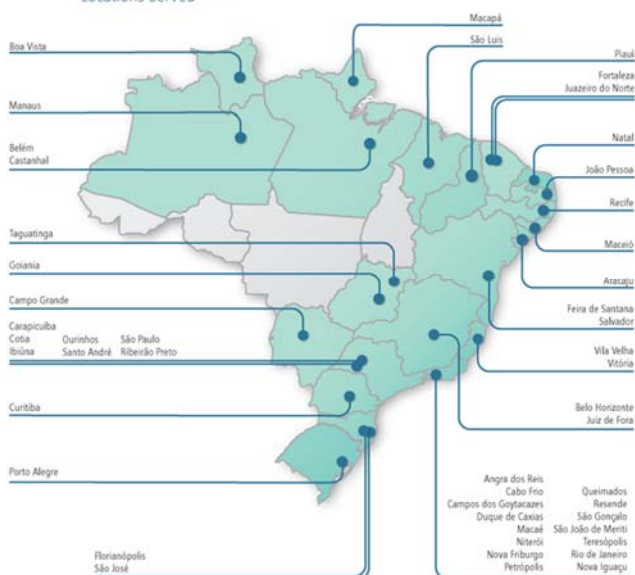 Locations served
Macapá
São Luis
Boa Vista
Piauí
Fortaleza
Juazeiro do Norte
Manaus
Natal
Belém
Castanhal
João Pessoa
Recife
Taguatinga
Maceió
Goiania
Aracaju
Campo Grande
Feira de Santana
Salvador
Carapicuíba
Cotia Ourinhos São Paulo
Ibiúna Santo André Ribeirão Preto
Vila Velha
Vitória
Curitiba
Belo Horizonte
Juiz de Fora
Porto Alegre
Angra dos Reis
Cabo Frio Queimados
Campos dos Goytacazes Resende
Duque de Caxias São Gonçalo
Macaé São João de Meriti
Niterói Teresópolis
Nova Friburgo Rio de Janeiro
Petrópolis Nova Iguaçu
Florianópolis
São José